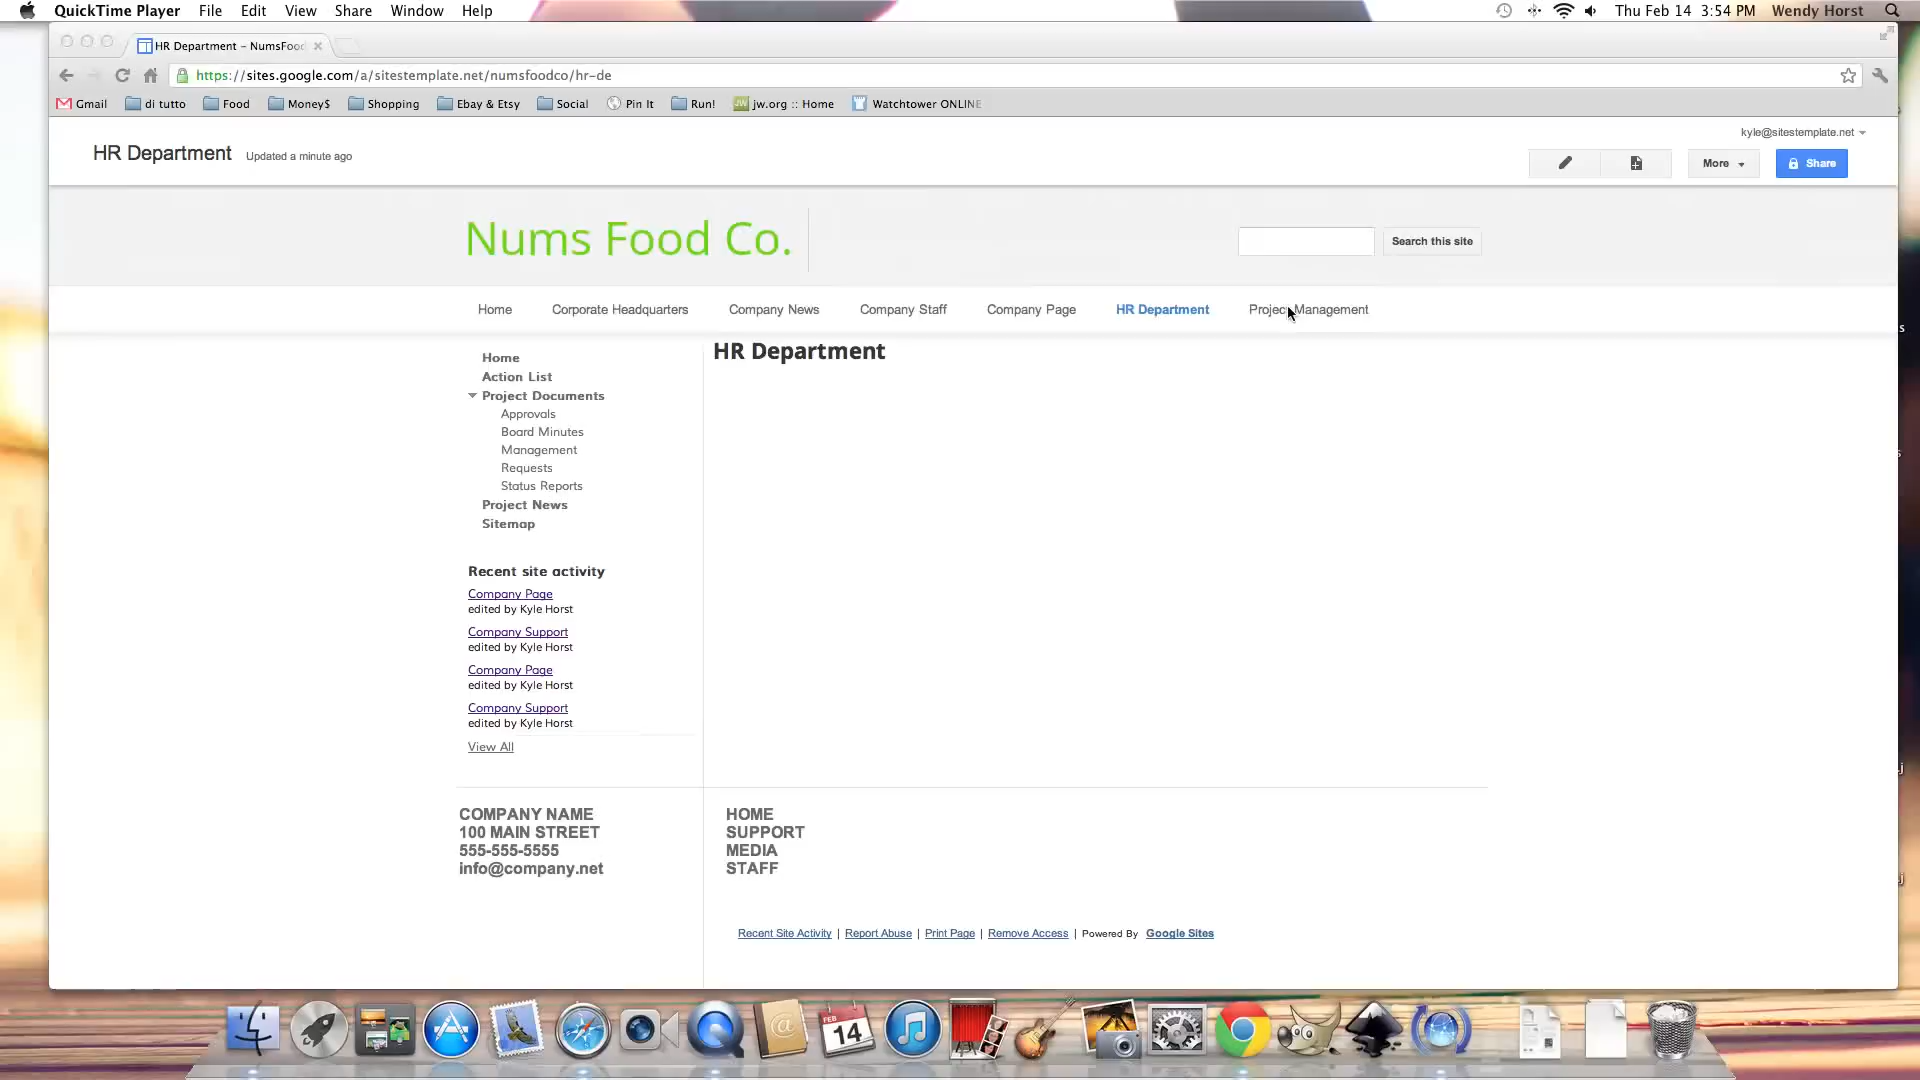 QuickTime Player File Edit View Share Window Help Thu Feb 14 3:54 PM Wendy Horst
HR Department – NumsFood
https://sites.google.com/a/sitestemplate.net/numsfoodco/hr-de
Gmail di tutto Food Money$ Shopping Ebay & Etsy Social Pin It Run! jw.org :: Home Watchtower ONLINE
kyle@sitestemplate.net
HR Department Updated a minute ago More Share
Nums Food Co. Search this site
Home Corporate Headquarters Company News Company Staff Company Page HR Department Project Management
HR Department
Home
Action List
Project Documents
Approvals
Board Minutes
Management
Requests
Status Reports
Project News
Sitemap
Recent site activity
Company Page
edited by Kyle Horst
Company Support
edited by Kyle Horst
Company Page
edited by Kyle Horst
Company Support
edited by Kyle Horst
View All
COMPANY NAME
100 MAIN STREET
555-555-5555
info@company.net
HOME
SUPPORT
MEDIA
STAFF
Recent Site Activity | Report Abuse | Print Page | Remove Access | Powered By Google Sites
FEB
14